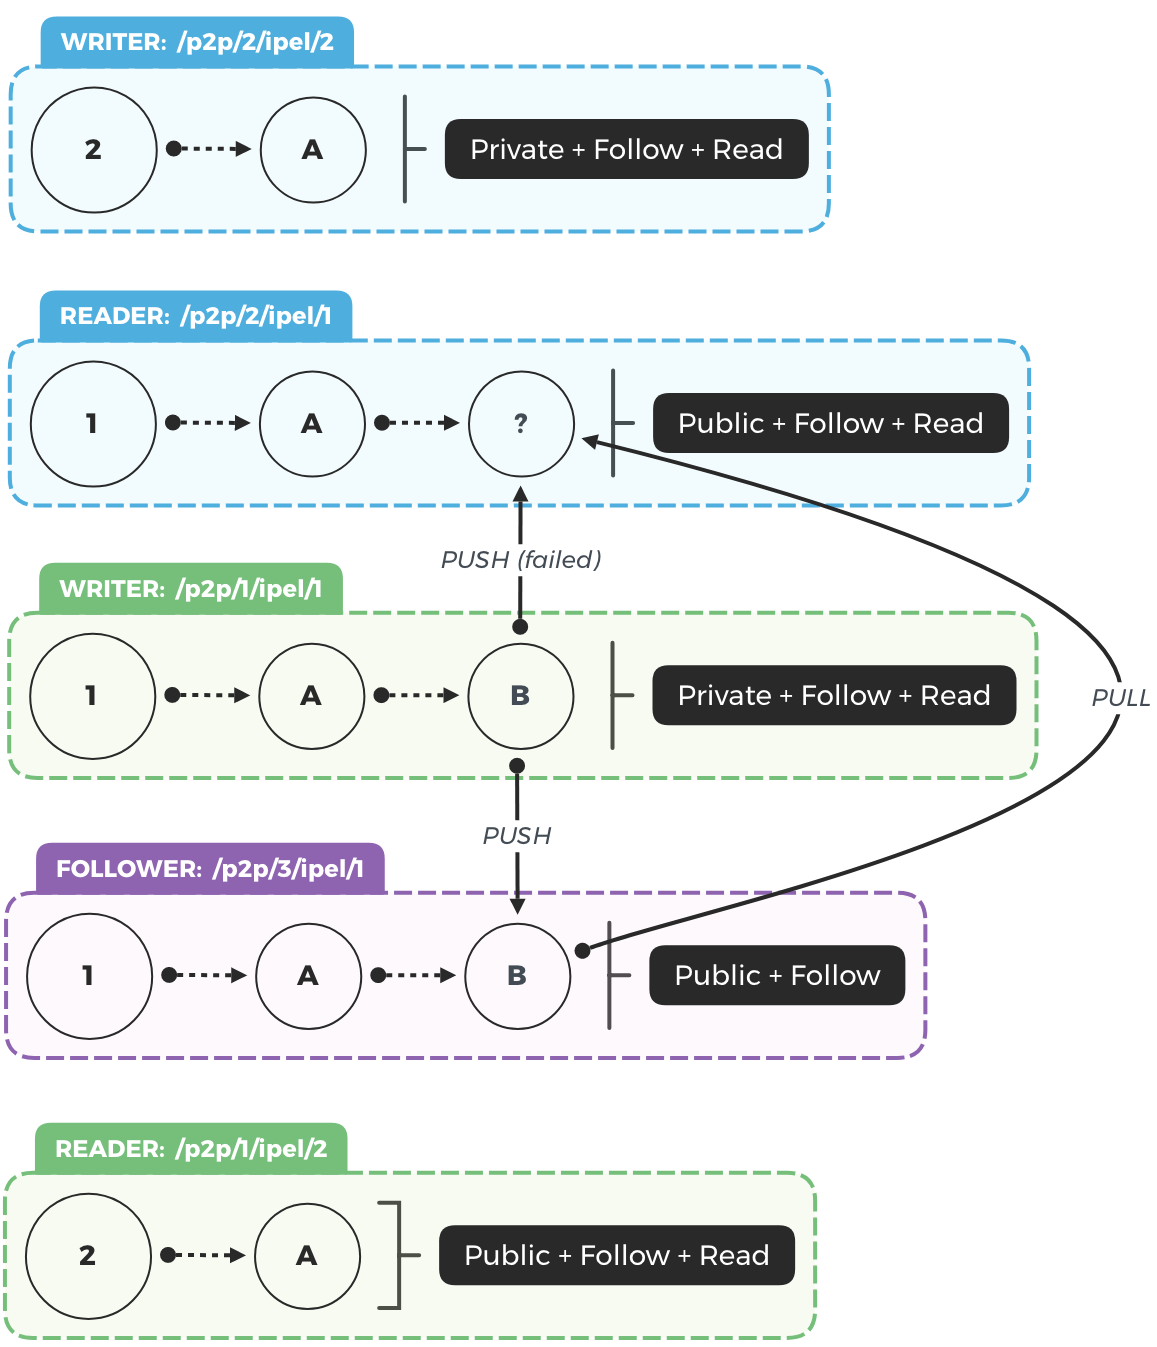 WRITER: /p2p/2/ipel/2
2
A
Private + Follow + Read
READER: /p2p/2/ipel/1
1
A
?
Public + Follow + Read
PUSH (failed)
WRITER: /p2p/1/ipel/1
1
A
B
Private + Follow + Read
PULL
PUSH
FOLLOWER: /p2p/3/ipel/1
1
A
B
Public + Follow
READER: /p2p/1/ipel/2
2
A
Public + Follow + Read